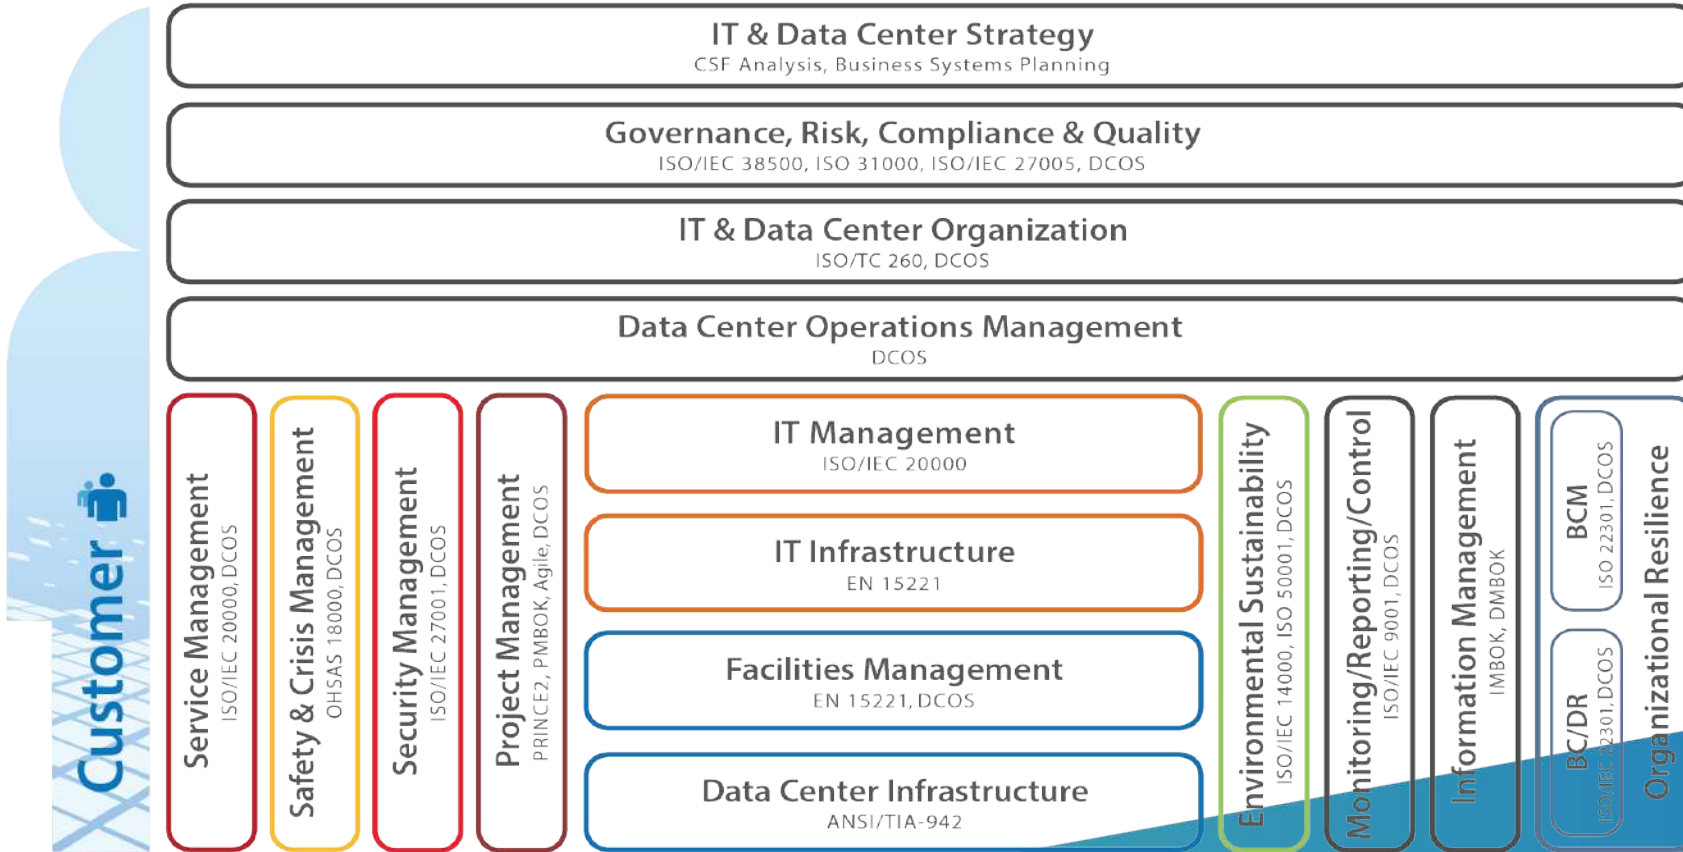 IT & Data Center Strategy
CSF Analysis, Business Systems Planning
Governance, Risk, Compliance & Quality
ISO/IEC 38500, ISO 31000, ISO/IEC 27005, DCOS
IT & Data Center Organization
ISO/TC 260, DCOS
Data Center Operations Management
DCOS
Customer
Service Management
ISO/IEC 20000, DCOS
Safety & Crisis Management
OHSAS 18000, DCOS
Security Management
ISO/IEC 27001, DCOS
Project Management
PRINCE2, PMBOK, Agile, DCOS
IT Management
ISO/IEC 20000
IT Infrastructure
EN 15221
Facilities Management
EN 15221, DCOS
Data Center Infrastructure
ANSI/TIA-942
Environmental Sustainability
ISO/IEC 14000, ISO 50001, DCOS
Monitoring/Reporting/Control
ISO/IEC 9001, DCOS
Information Management
IMBOK, DMBOK
BCM
ISO 22301, DCOS
BC/DR
ISO/IEC 22301, DCOS
Organizational Resilience